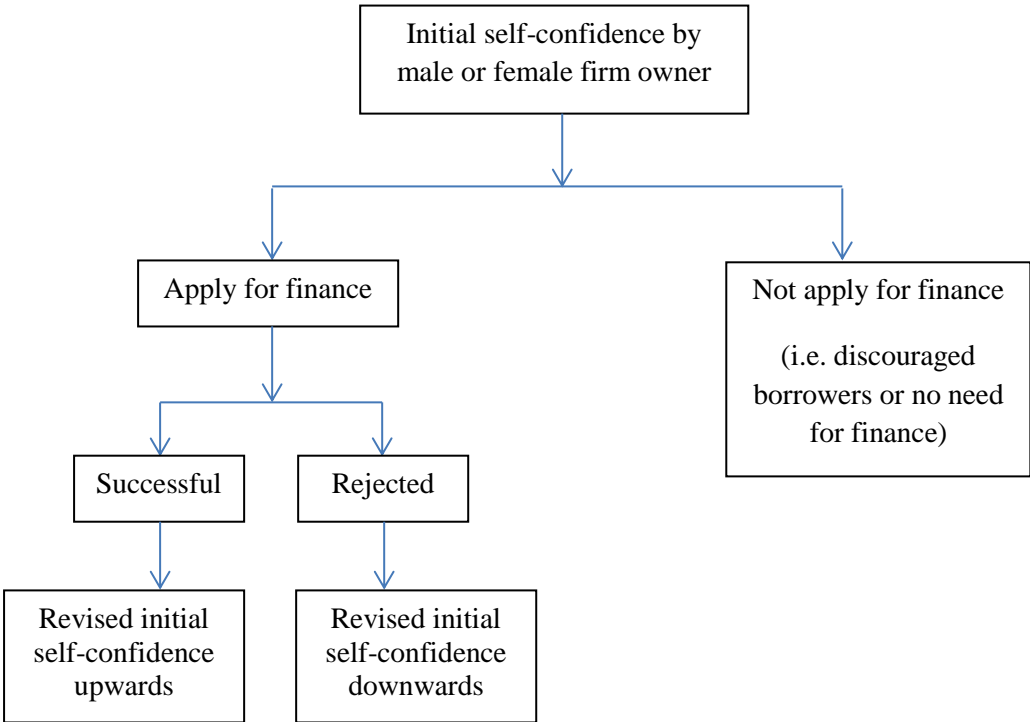 Initial self-confidence by
male or female firm owner
Apply for finance
Not apply for finance
(i.e. discouraged
borrowers or no need
for finance)
Successful
Rejected
Revised initial
self-confidence
upwards
Revised initial
self-confidence
downwards